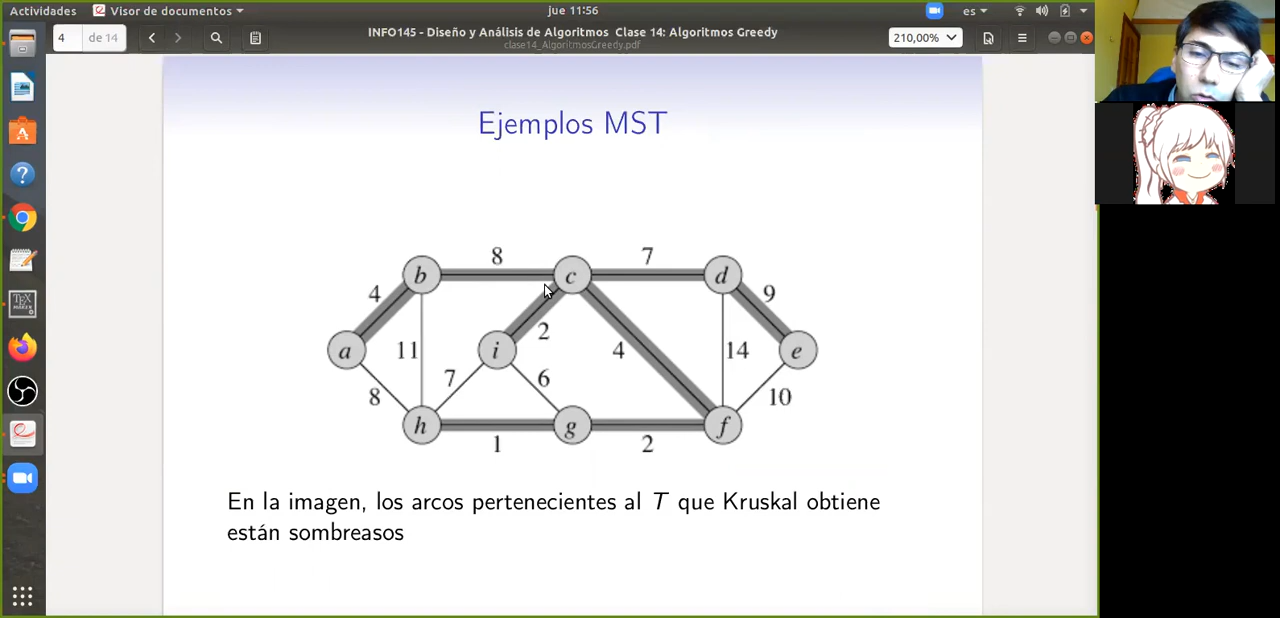 Actividades
Visor de documentos
jue 11:56
es
4
de 14
INFO145 - Diseño y Análisis de Algoritmos Clase 14: Algoritmos Greedy
clase14_AlgoritmosGreedy.pdf
210,00%
Ejemplos MST
8
7
b
c
d
4
9
2
a
11
i
4
14
e
7
6
8
10
h
g
f
1
2
En la imagen, los arcos pertenecientes al T que Kruskal obtiene
están sombreasos